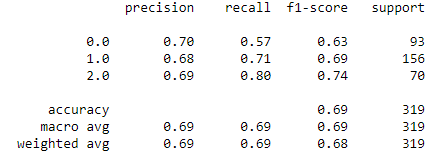 precision recall f1-score support
0.0 0.70 0.57 0.63 93
1.0 0.68 0.71 0.69 156
2.0 0.69 0.80 0.74 70
accuracy 0.69 319
macro avg 0.69 0.69 0.69 319
weighted avg 0.69 0.69 0.68 319